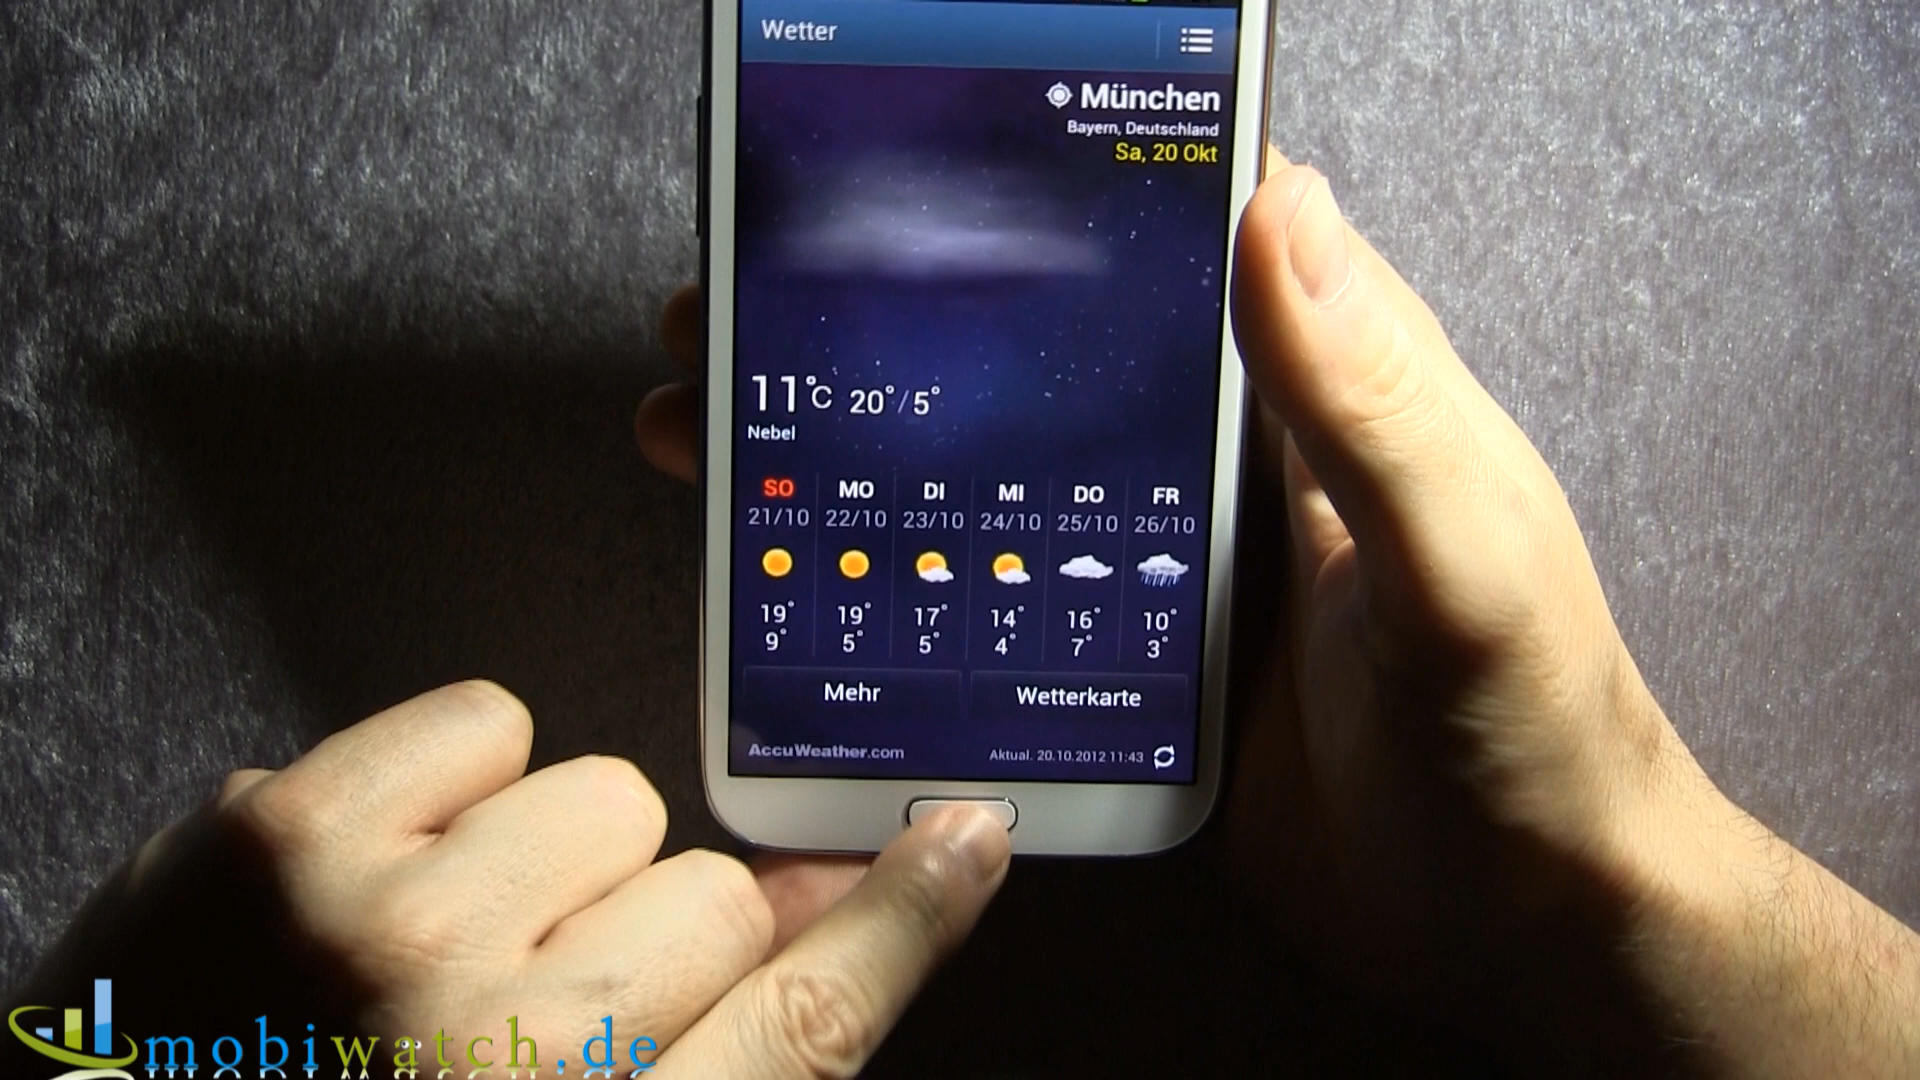 Wetter
München
Bayern, Deutschland
Sa, 20 Okt
11°C 20°/5°
Nebel
SO MO DI MI DO FR
21/10 22/10 23/10 24/10 25/10 26/10
19° 19° 17° 14° 16° 10°
9° 5° 5° 4° 7° 3°
Mehr Wetterkarte
AccuWeather.com Aktual. 20.10.2012 11:43
mobiwatch.de